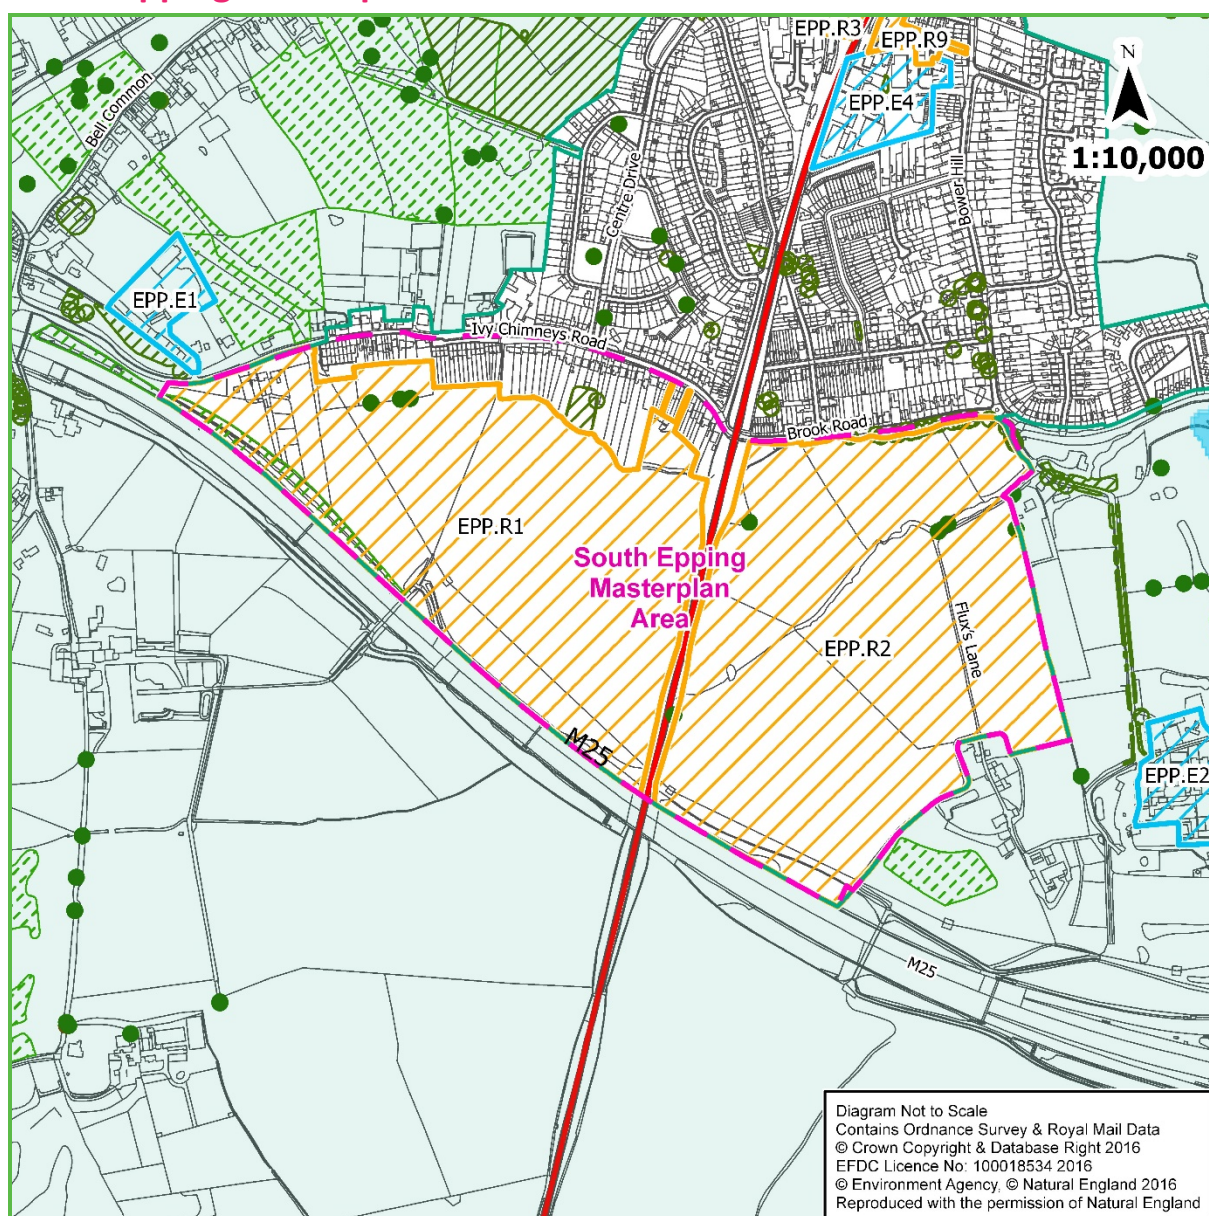 EPP.R3
EPP.R9
N
Bell Common
EPP.E4
1:10,000
Centre Drive
Bower Hill
EPP.E1
Ivy Chimneys Road
Brook Road
EPP.R1
South Epping
Masterplan
Area
Flux's Lane
EPP.R2
M25
EPP.E2
M25
Diagram Not to Scale
Contains Ordnance Survey & Royal Mail Data
© Crown Copyright & Database Right 2016
EFDC Licence No: 100018534 2016
© Environment Agency, © Natural England 2016
Reproduced with the permission of Natural England